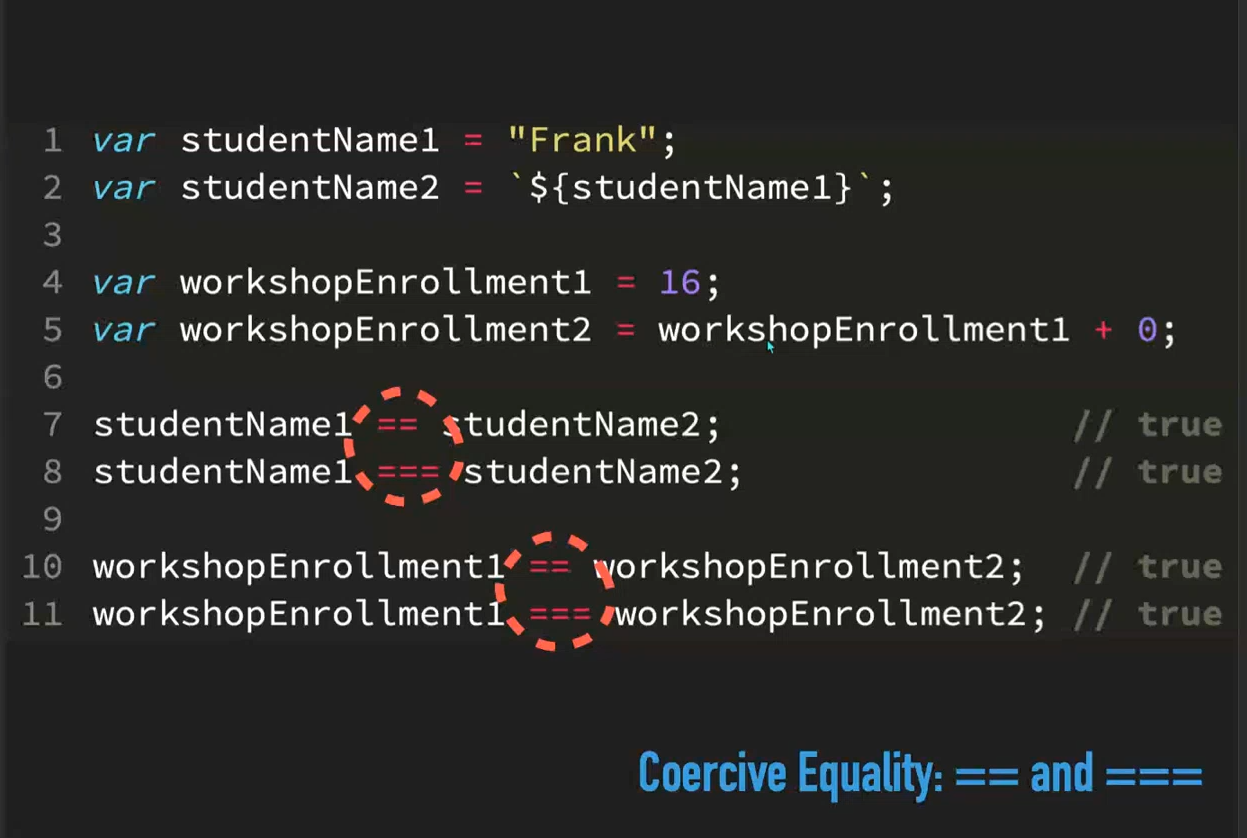 1 var studentName1 = "Frank";
2 var studentName2 = `${studentName1}`;
3
4 var workshopEnrollment1 = 16;
5 var workshopEnrollment2 = workshopEnrollment1 + 0;
6
7 studentName1 == studentName2; // true
8 studentName1 === studentName2; // true
9
10 workshopEnrollment1 == workshopEnrollment2; // true
11 workshopEnrollment1 === workshopEnrollment2; // true
Coercive Equality: == and ===